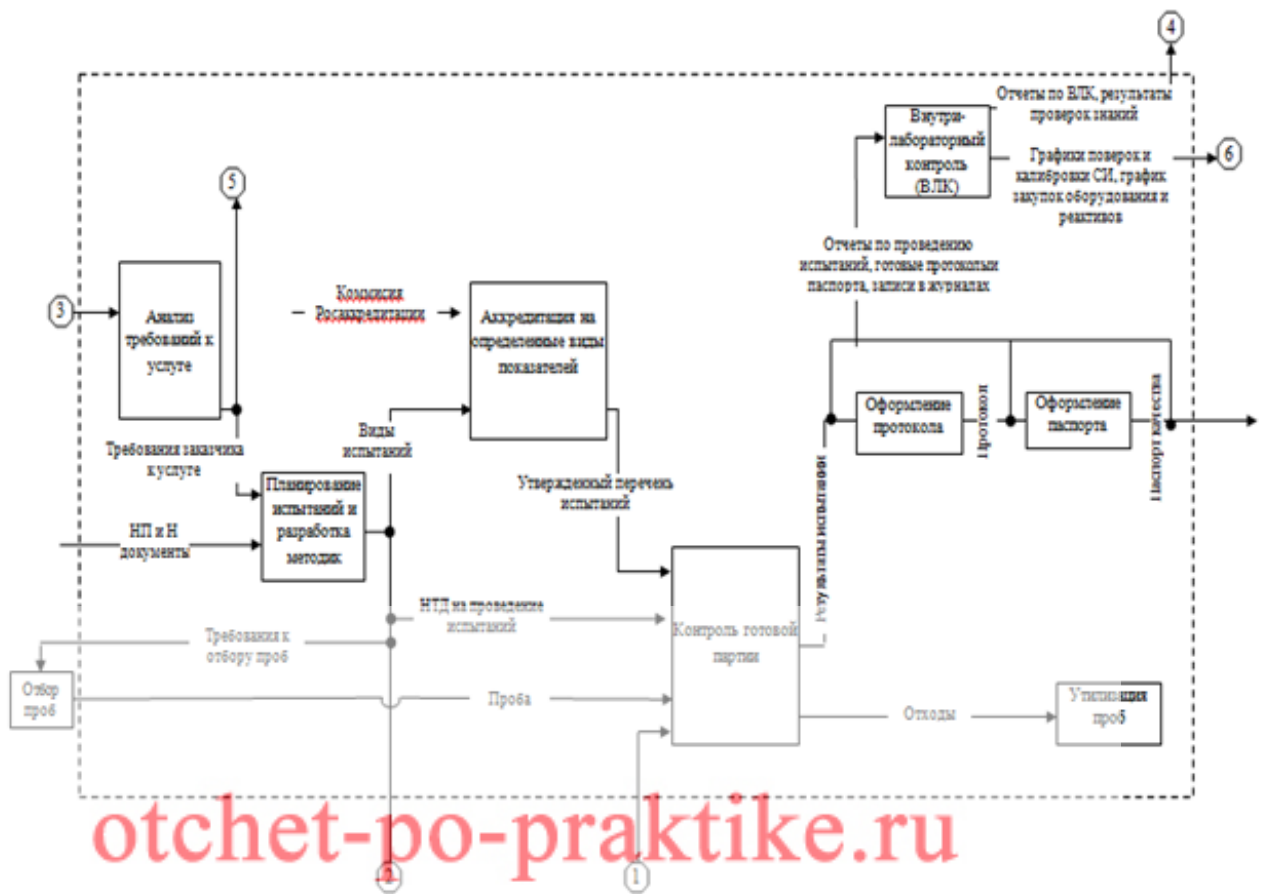 4
Отчеты по ВЛК, результаты
проверок знаний
Внутри-
лабораторный
контроль
(ВЛК)
Графики поверок и
калибровки СИ, график
закупок оборудования и
реактивов
6
5
Отчеты по проведению
испытаний, готовые протоколыи
паспорта, записи в журналах
3
Анализ
требований к
услуге
Коммисия
Росаккредитации
Аккредитация на
определенные виды
показателей
Требования заказчика
к услуге
Виды
испытаний
Оформление
протокола
Протокол
Оформление
паспорта
Паспорт качества
Планирование
испытаний и
разработка
методик
Утвержденный перечень
испытаний
Результаты испытание
НП и Н
документы
НТД на проведение
испытаний
Контроль готовой
партии
Требования к
отбору проб
Отбор
проб
Проба
Отходы
Утилизация
проб
otchet-po-praktike.ru
2
1